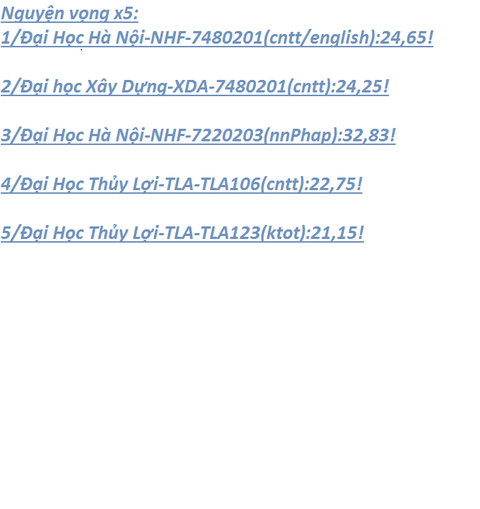 Nguyện vọng x5:
1/Đại Học Hà Nội-NHF-7480201(cntt/english):24,65!
2/Đại học Xây Dựng-XDA-7480201(cntt):24,25!
3/Đại Học Hà Nội-NHF-7220203(nnPhap):32,83!
4/Đại Học Thủy Lợi-TLA-TLA106(cntt):22,75!
5/Đại Học Thủy Lợi-TLA-TLA123(ktot):21,15!